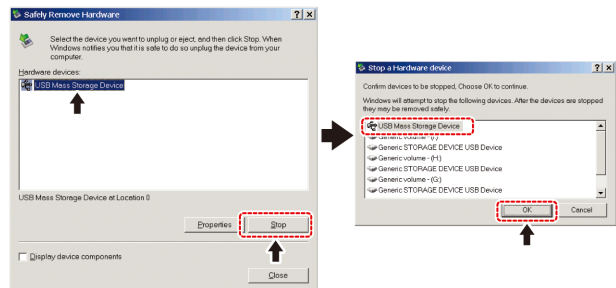 Safely Remove Hardware
Select the device you want to unplug or eject, and then click Stop. When
Windows notifies you that it is safe to do so unplug the device from your
computer.
Hardware devices:
USB Mass Storage Device
USB Mass Storage Device at Location 0
Properties
Stop
Display device components
Close
Stop a Hardware device
Confirm devices to be stopped, Choose OK to continue.
Windows will attempt to stop the following devices. After the devices are stopped
they may be removed safely.
USB Mass Storage Device
Generic volume -
Generic STORAGE DEVICE USB Device
Generic volume - (H:)
Generic STORAGE DEVICE USB Device
Generic volume - (G:)
Generic STORAGE DEVICE USB Device
OK
Cancel